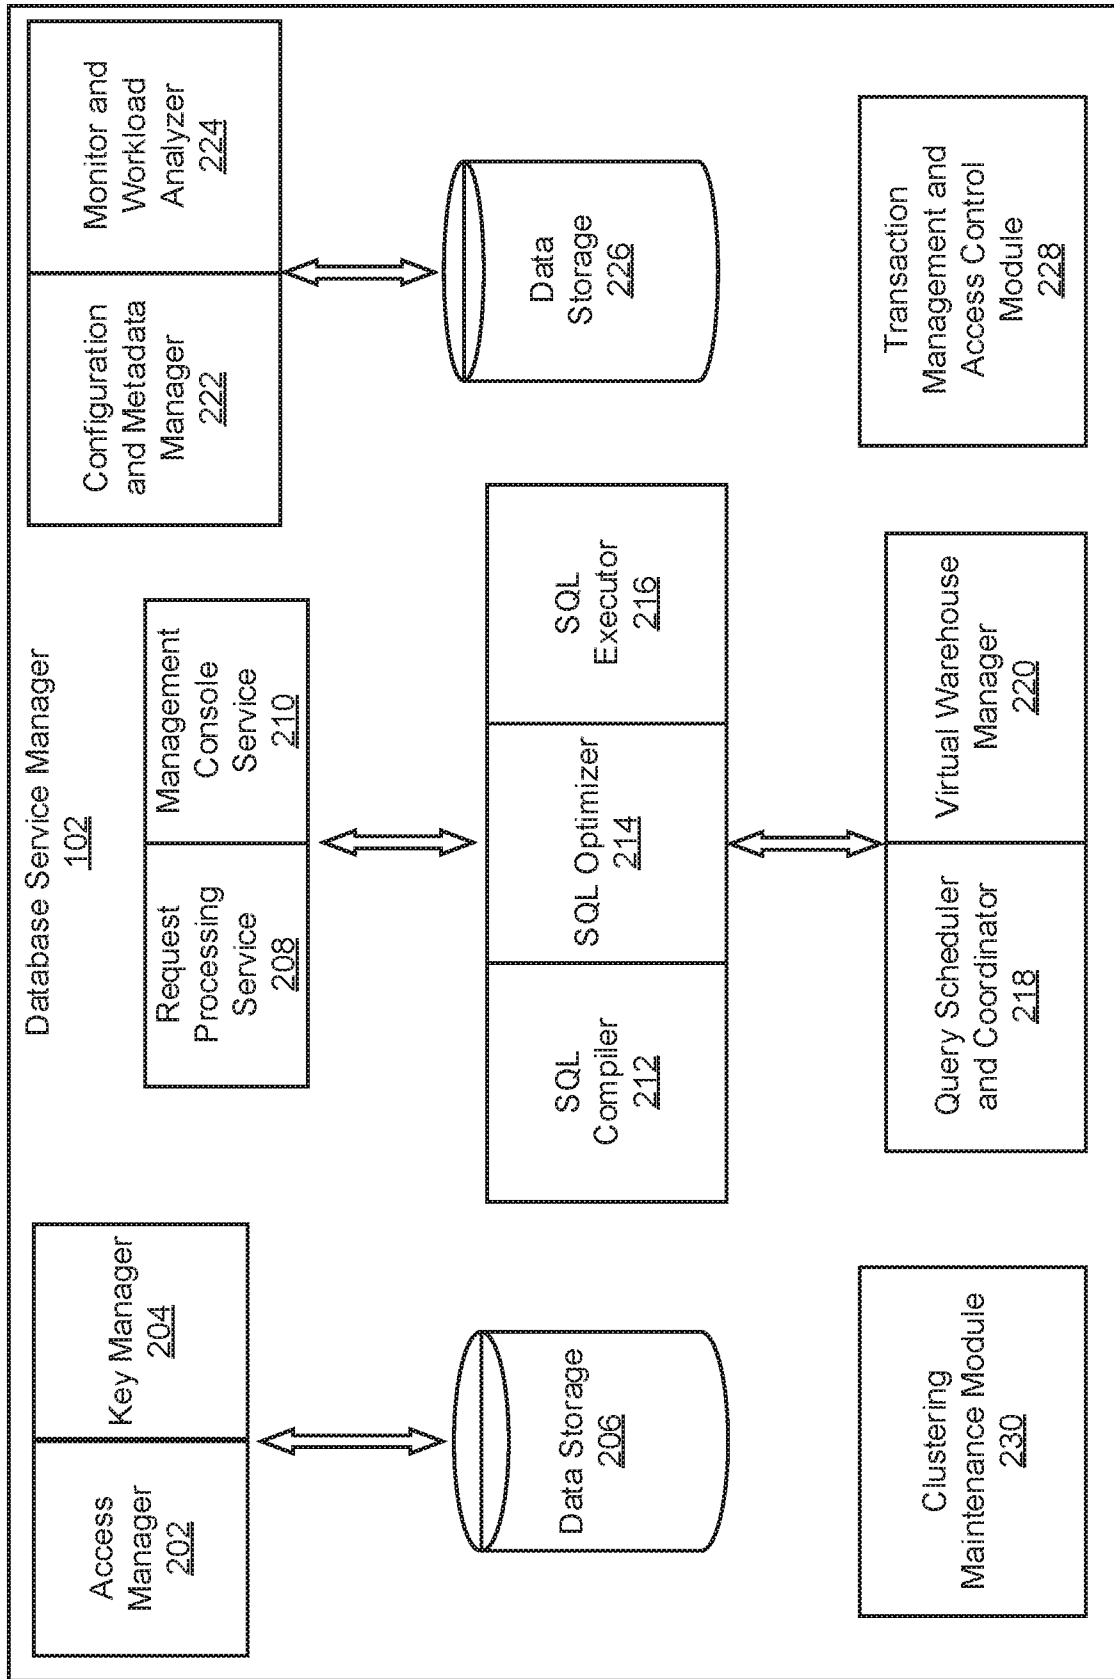 Database Service Manager
102
Access
Manager
202
Key Manager
204
Data Storage
206
Clustering
Maintenance Module
230
Request
Processing
Service
208
Management
Console
Service
210
SQL
Compiler
212
SQL Optimizer
214
SQL
Executor
216
Query Scheduler
and Coordinator
218
Virtual Warehouse
Manager
220
Configuration
and Metadata
Manager
222
Monitor and
Workload
Analyzer
224
Data
Storage
226
Transaction
Management and
Access Control
Module
228